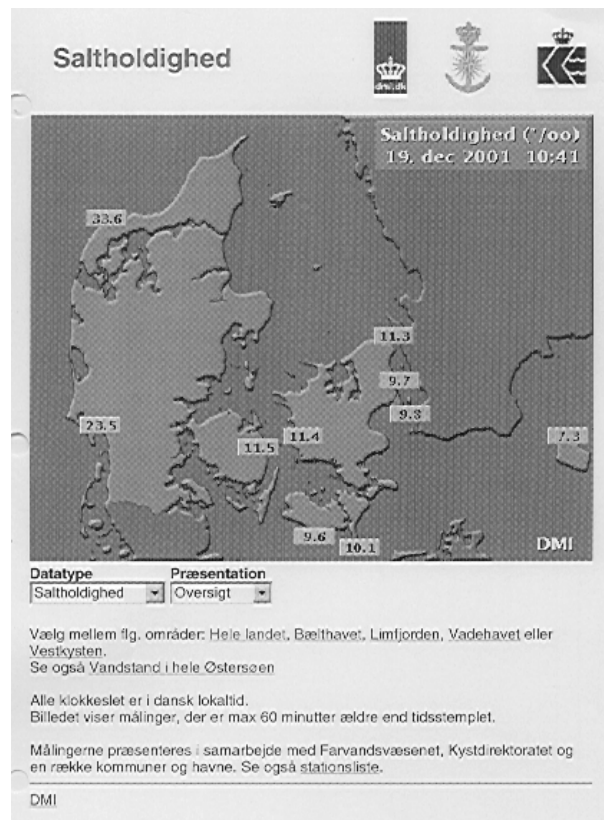 Saltholdighed
dmi.dk
Saltholdighed (°/oo)
19. dec 2001 10:41
33.6
11.3
9.7
9.8
23.5
11.5
11.4
7.3
9.6
10.1
DMI
Datatype Præsentation
Saltholdighed Oversigt
Vælg mellem flg. områder: Hele landet, Bælthavet, Limfjorden, Vadehavet eller
Vestkysten.
Se også Vandstand i hele Østersøen
Alle klokkeslet er i dansk lokaltid.
Billedet viser målinger, der er max 60 minutter ældre end tidsstemplet.
Målingerne præsenteres i samarbejde med Farvandsvæsenet, Kystdirektoratet og
en række kommuner og havne. Se også stationsliste.
DMI